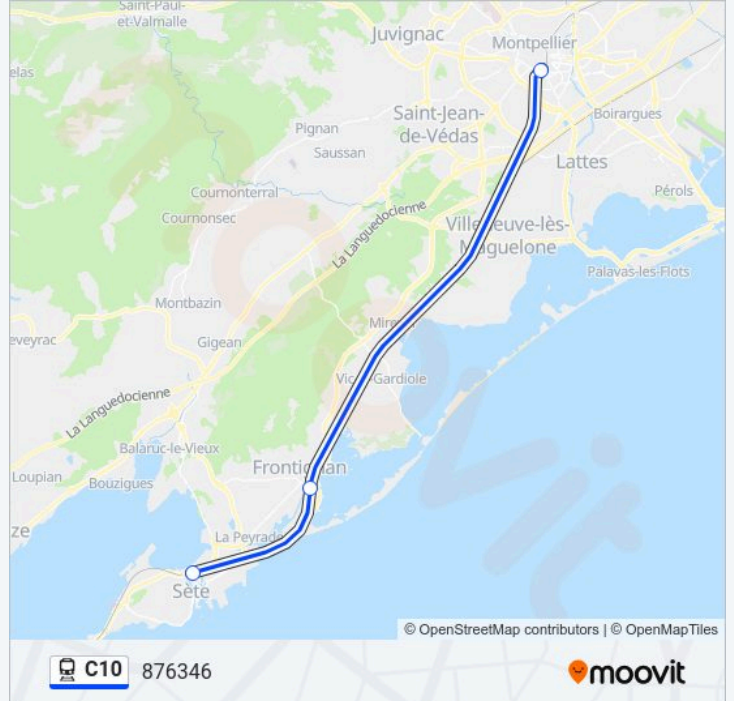 Saint-Paul-
et-Valmalle
Juvignac
Montpellier
elas
Saint-Jean-
de-Védas
Boirargues
Pignan
Saussan
Lattes
Pérols
Cournonterral
Cournonsec
La Languedocienne
Villeneuve-lès-
Maguelone
Palavas-les-Flots
Montbazin
Mirev
eveyrac
Gigean
Vic-la-Gardiole
La Languedocienne
Balaruc-le-Vieux
Frontignan
Loupian
Bouzigues
ze
La Peyrade
Sète
© OpenStreetMap contributors | © OpenMapTiles
C10 876346
moovit